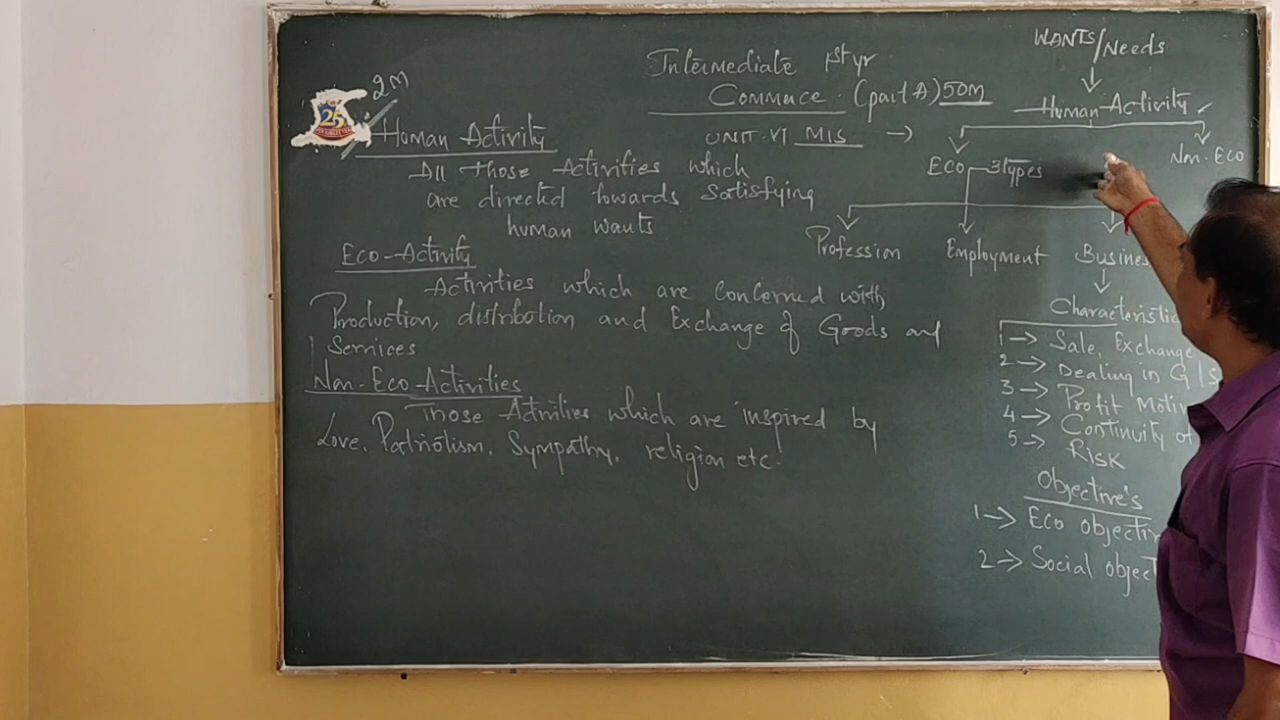 Intermediate 1st yr
Commerce. (part A) 50M
UNIT-VI MIS →
2M
25
Human Activity
All Those Activities which
are directed towards Satisfying
human wants
Eco-Activity
Activities which are Concerned with
Production, distribution and Exchange of Goods and
Services
Non-Eco-Activities
Those Activities which are inspired by
Love, Patriotism, Sympathy, religion etc.
WANTS/Needs
Human Activity
Eco 3 Types
Non-Eco
Profession Employment Busines
Characteristic
1 → Sale, Exchange
2 → Dealing in G/S
3 → Profit Moti
4 → Continuity of
5 → Risk
Objective's
1 → Eco objectiv
2 → Social object